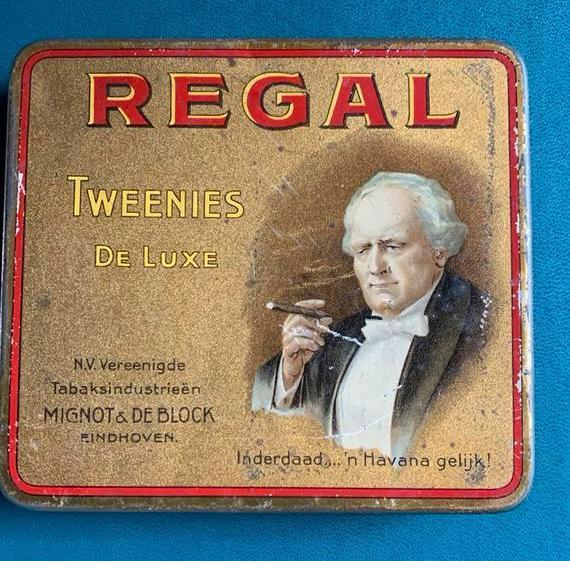 REGAL
TWEENIES
DE LUXE
N.V. Vereenigde
Tabaksindustrieën
MIGNOT & DE BLOCK
EINDHOVEN.
Inderdaad,... 'n Havana gelijk!